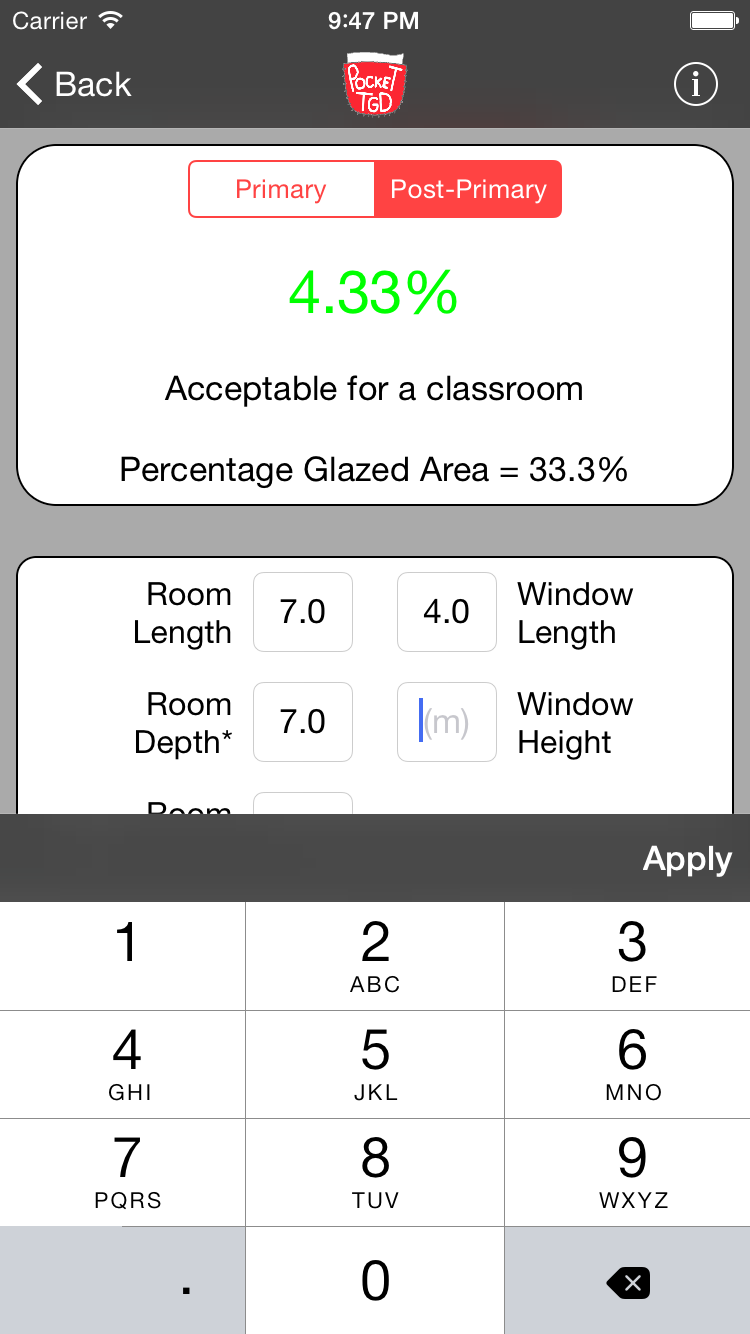 Carrier 9:47 PM
Back
POCKET
TGD
i
Primary Post-Primary
4.33%
Acceptable for a classroom
Percentage Glazed Area = 33.3%
Room
Length
7.0
4.0
Window
Length
Room
Depth*
7.0
(m)
Window
Height
Room
Apply
1
2
ABC
3
DEF
4
GHI
5
JKL
6
MNO
7
PQRS
8
TUV
9
WXYZ
.
0